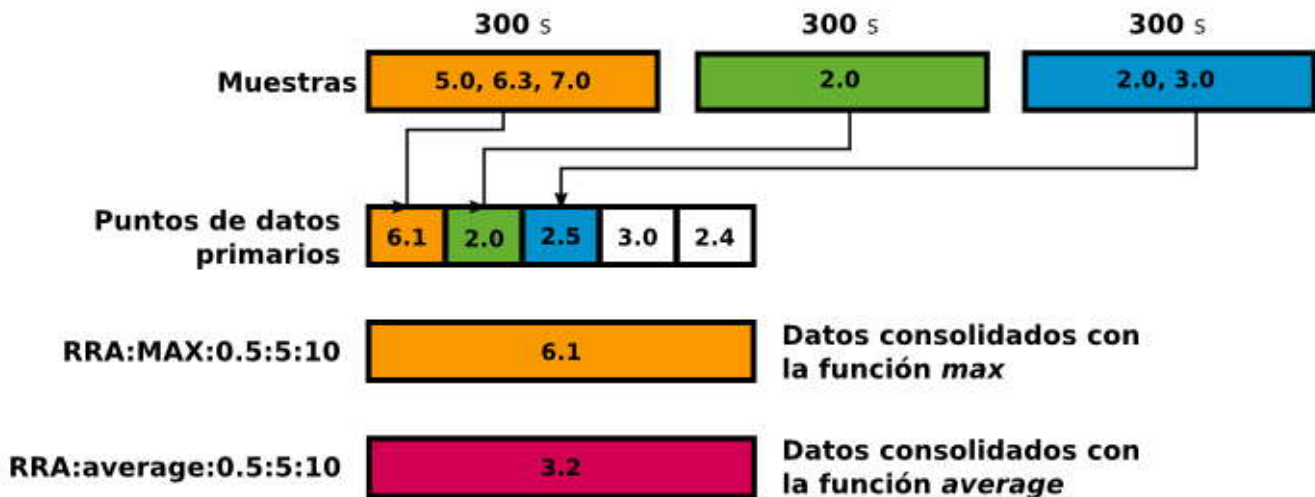 300 s 300 s 300 s
Muestras 5.0, 6.3, 7.0 2.0 2.0, 3.0
Puntos de datos
primarios
6.1 2.0 2.5 3.0 2.4
RRA:MAX:0.5:5:10 6.1
Datos consolidados con
la función max
RRA:average:0.5:5:10 3.2
Datos consolidados con
la función average